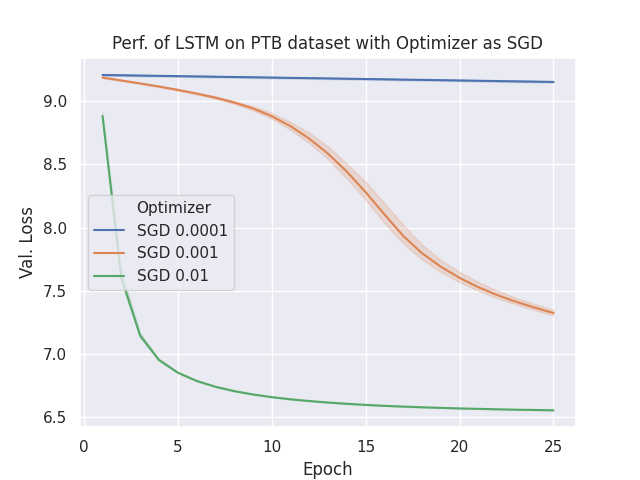 Perf. of LSTM on PTB dataset with Optimizer as SGD
Val. Loss
9.0
8.5
8.0
7.5
7.0
6.5
Optimizer
SGD 0.0001
SGD 0.001
SGD 0.01
0 5 10 15 20 25
Epoch